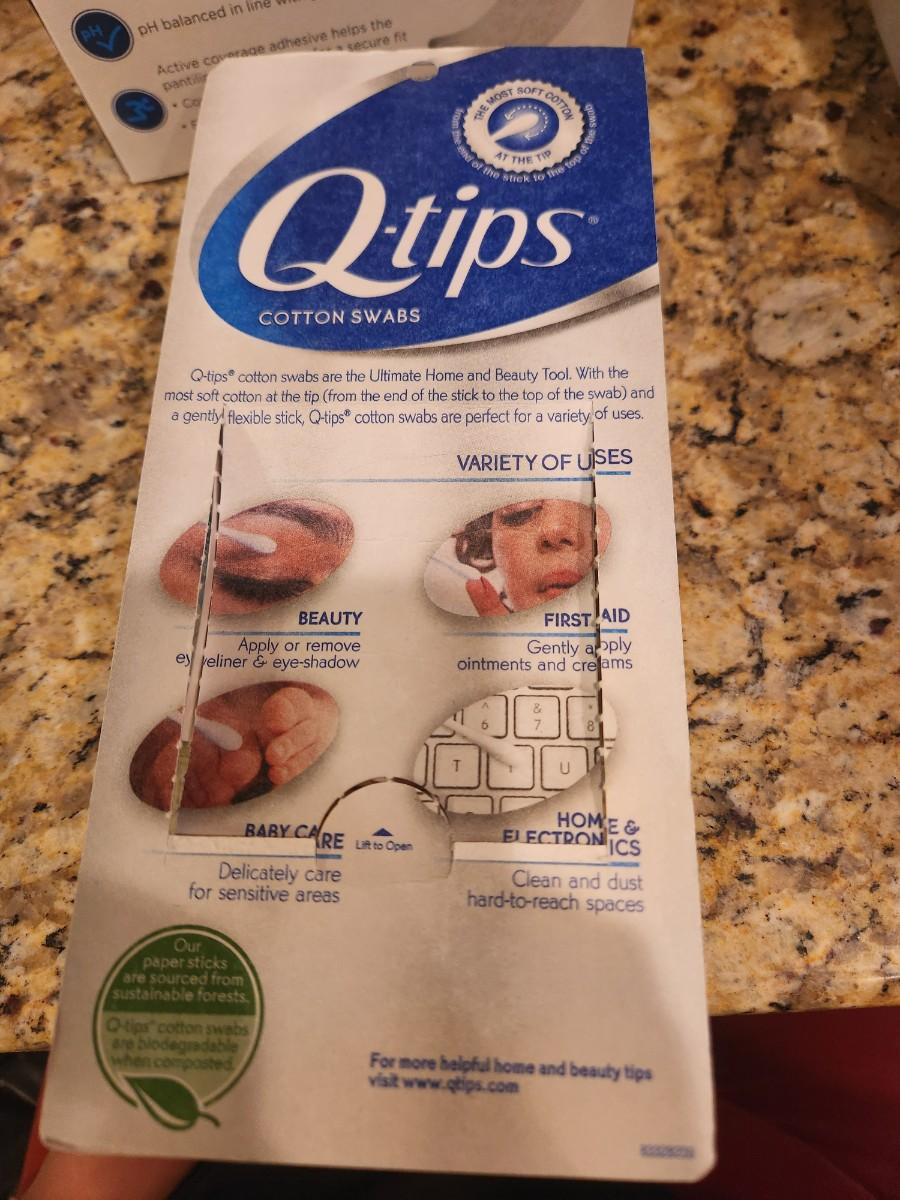 pH
pH balanced in line
Active coverage adhesive helps the
a secure fit
THE MOST SOFT COTTON
AT THE TIP
from the end of the stick to the top of the swab
Q-tips®
COTTON SWABS
Q-tips® cotton swabs are the Ultimate Home and Beauty Tool. With the
most soft cotton at the tip (from the end of the stick to the top of the swab) and
a gently flexible stick, Q-tips® cotton swabs are perfect for a variety of uses.
VARIETY OF USES
BEAUTY
Apply or remove
eyeliner & eye-shadow
FIRST AID
Gently apply
ointments and creams
^ & *
6 7 8
T Y U
BABY CARE
Delicately care
for sensitive areas
Lift to Open
HOME &
ELECTRONICS
Clean and dust
hard-to-reach spaces
Our
paper sticks
are sourced from
sustainable forests.
Q-tips® cotton swabs
are biodegradable
when composted.
For more helpful home and beauty tips
visit www.qtips.com